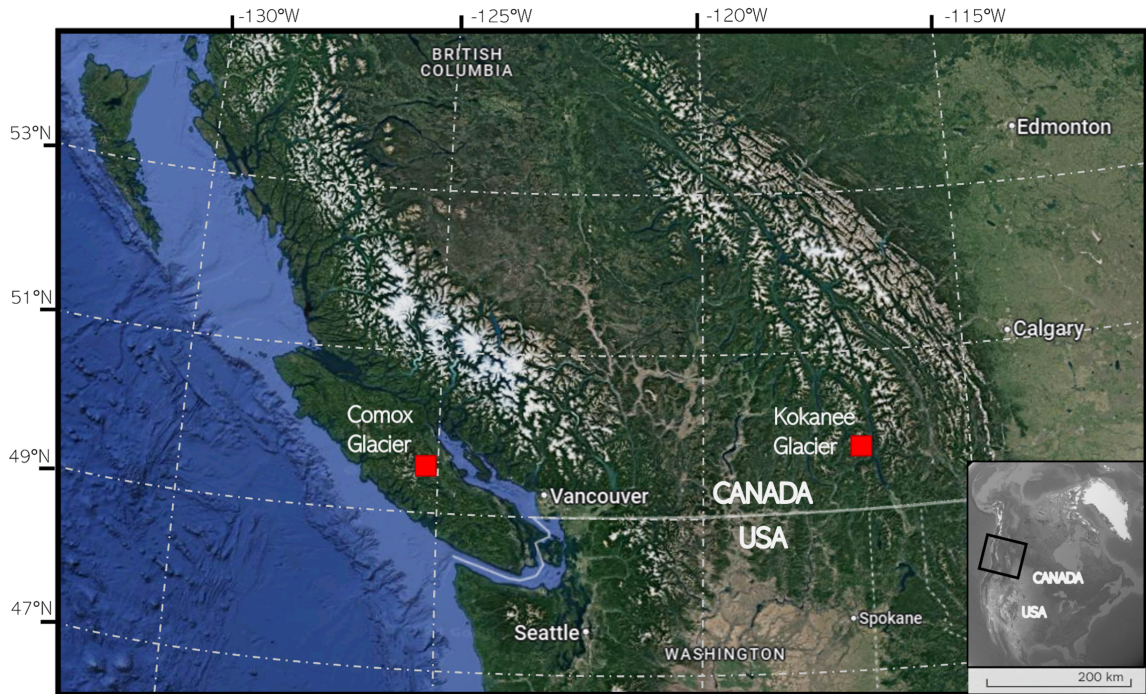 -130°W
-125°W
-120°W
-115°W
BRITISH
COLUMBIA
53°N
Edmonton
51°N
Calgary
Comox
Glacier
Kokanee
Glacier
49°N
Vancouver
CANADA
USA
CANADA
USA
47°N
Seattle
Spokane
WASHINGTON
200 km